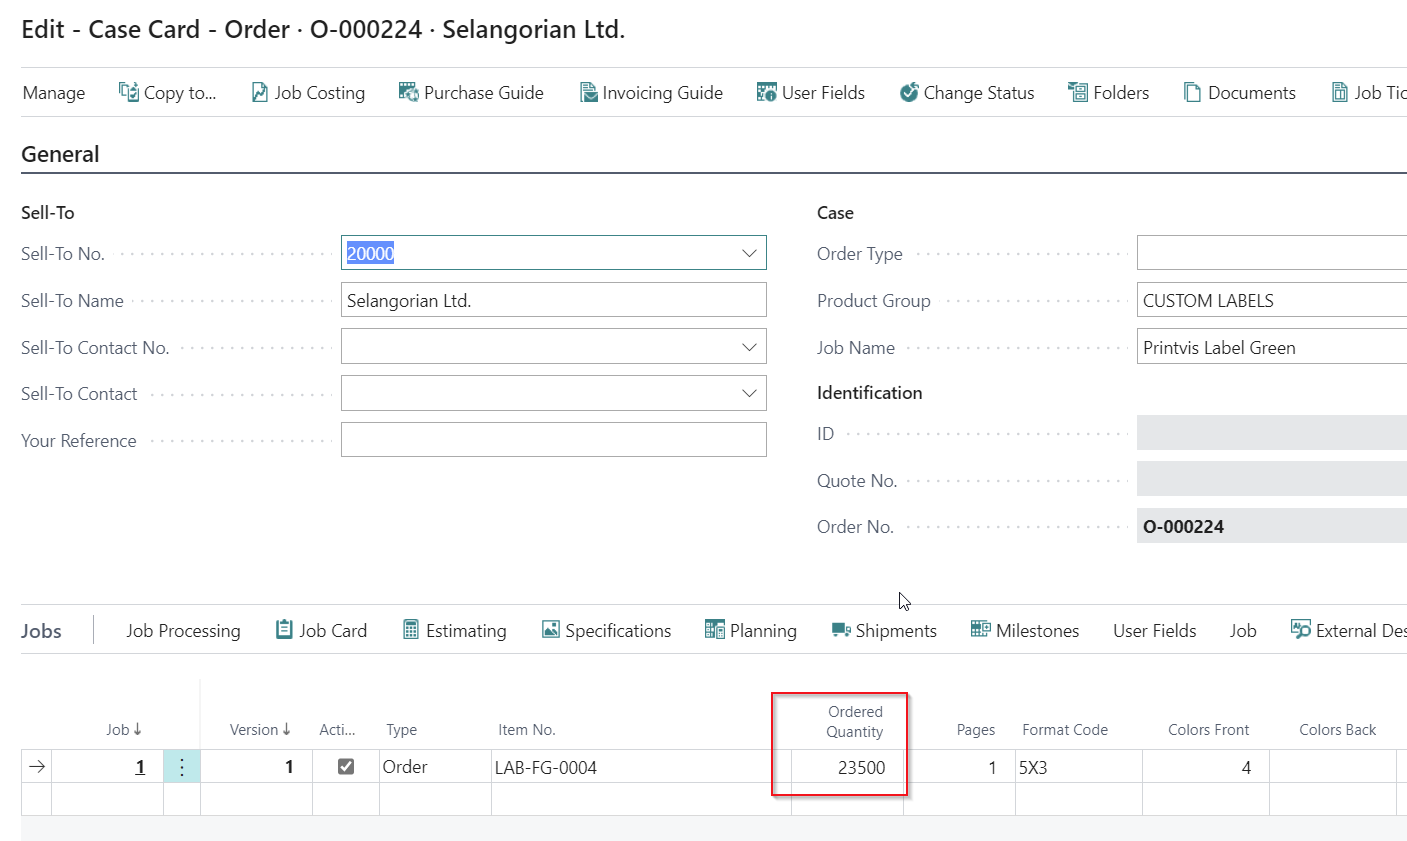 Edit - Case Card - Order · O-000224 · Selangorian Ltd.
Manage Copy to... Job Costing Purchase Guide Invoicing Guide User Fields Change Status Folders Documents Job Tic
General
Sell-To
Sell-To No. 20000
Sell-To Name Selangorian Ltd.
Sell-To Contact No.
Sell-To Contact
Your Reference
Case
Order Type
Product Group CUSTOM LABELS
Job Name Printvis Label Green
Identification
ID
Quote No.
Order No. O-000224
Jobs Job Processing Job Card Estimating Specifications Planning Shipments Milestones User Fields Job External Des
Job↓ Version↓ Acti... Type Item No. Ordered Quantity Pages Format Code Colors Front Colors Back
1 1 Order LAB-FG-0004 23500 1 5X3 4